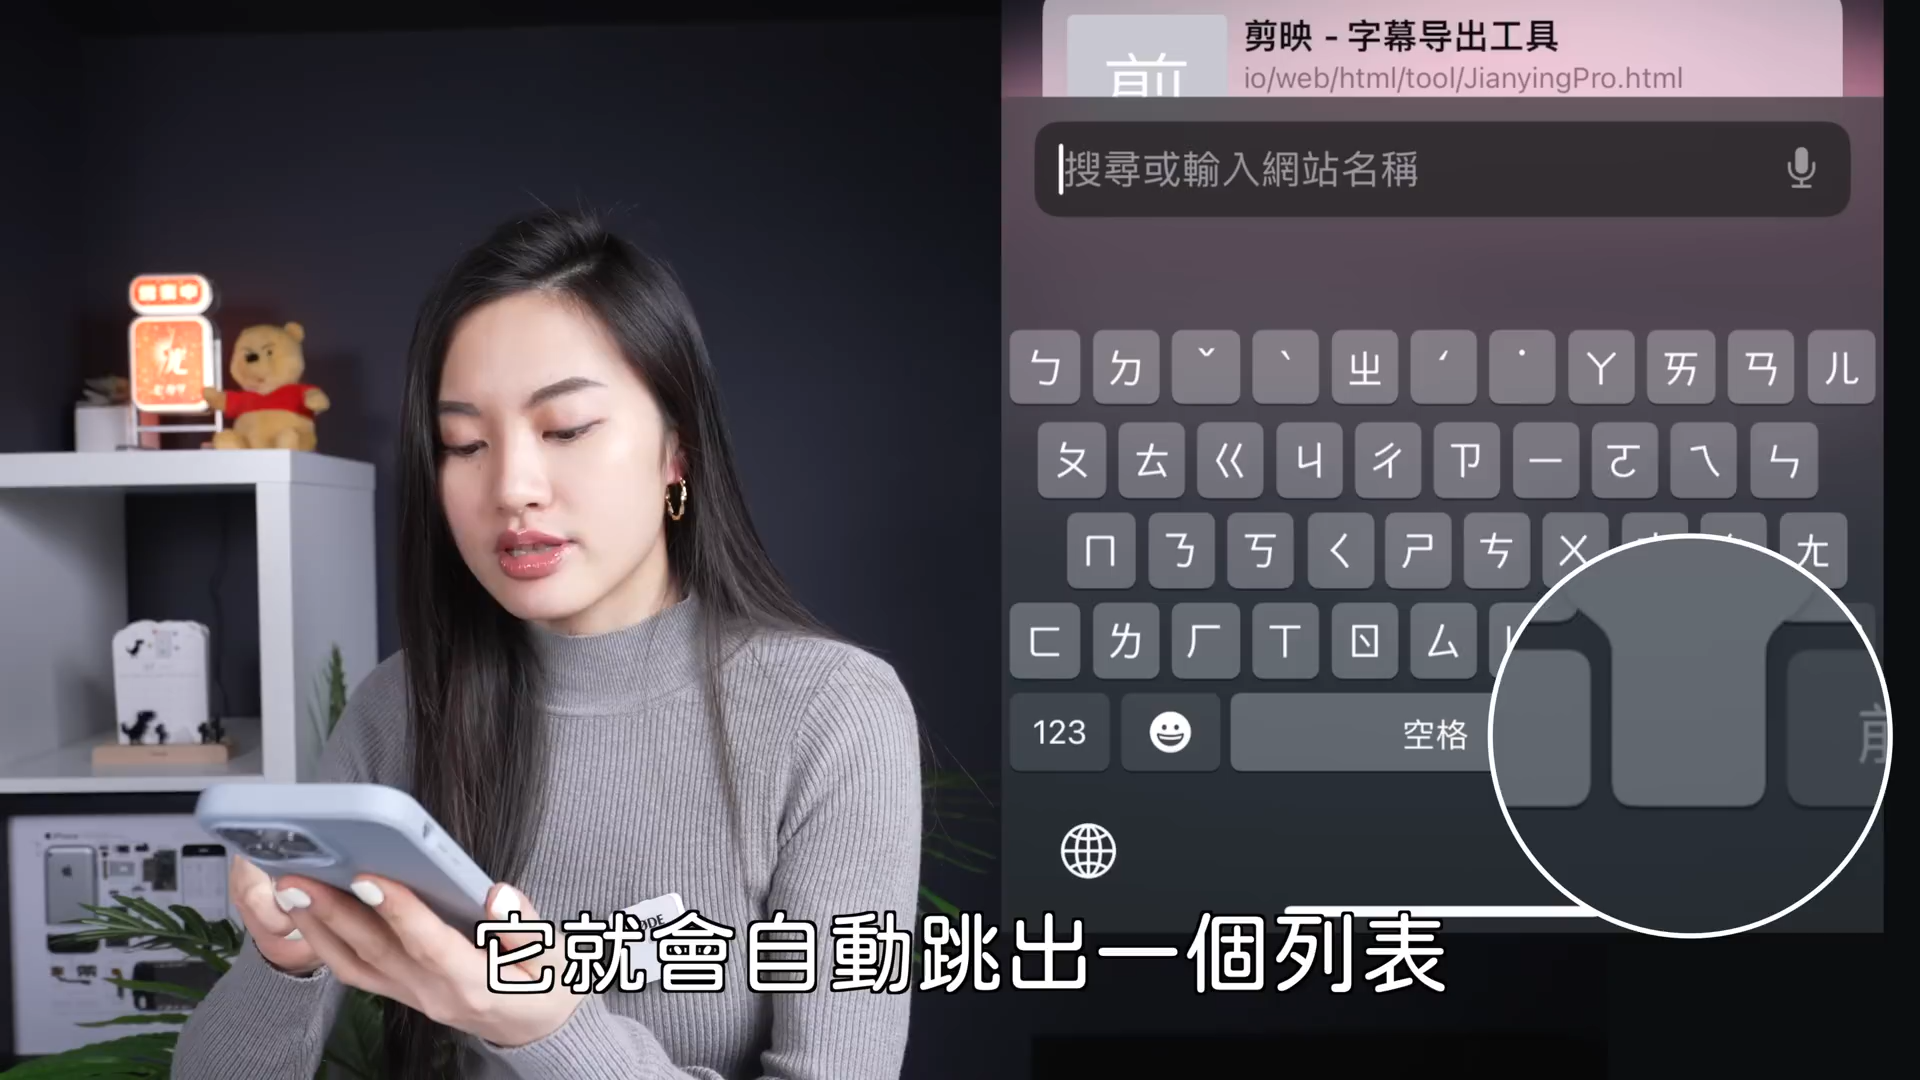 剪映 - 字幕导出工具
io/web/html/tool/JianyingPro.html
搜尋或輸入網站名稱
ㄅ ㄉ ˇ ˋ ㄓ ˊ ˙ ㄚ ㄞ ㄢ ㄦ
ㄆ ㄊ ㄍ ㄐ ㄔ ㄗ ㄧ ㄛ ㄟ ㄣ
ㄇ ㄋ ㄎ ㄑ ㄕ ㄘ ㄨ ㄤ
ㄈ ㄌ ㄏ ㄒ ㄖ ㄙ
123 空格
它就會自動跳出一個列表